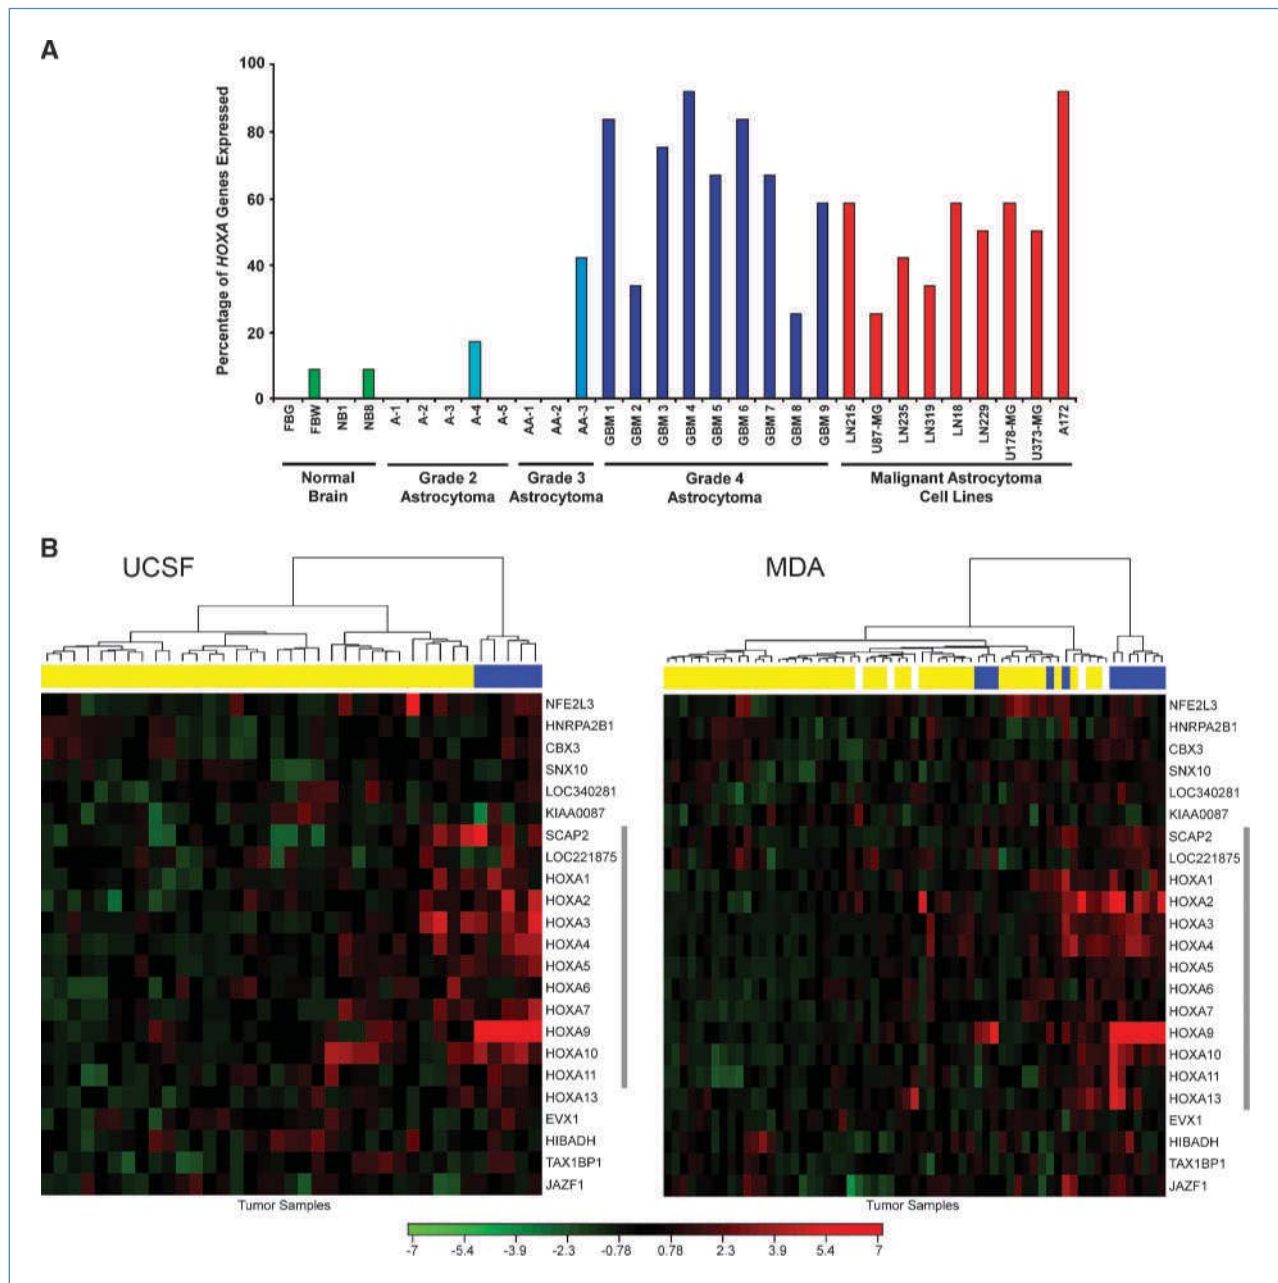 A
Percentage of HOXA Genes Expressed
100
80
60
40
20
0
FBG
FBW
NB1
NB8
A-1
A-2
A-3
A-4
A-5
AA-1
AA-2
AA-3
GBM 1
GBM 2
GBM 3
GBM 4
GBM 5
GBM 6
GBM 7
GBM 8
GBM 9
LN215
U87-MG
LN235
LN319
LN18
LN229
U178-MG
U373-MG
A172
Normal
Brain
Grade 2
Astrocytoma
Grade 3
Astrocytoma
Grade 4
Astrocytoma
Malignant Astrocytoma
Cell Lines
B
UCSF
NFE2L3
HNRPA2B1
CBX3
SNX10
LOC340281
KIAA0087
SCAP2
LOC221875
HOXA1
HOXA2
HOXA3
HOXA4
HOXA5
HOXA6
HOXA7
HOXA9
HOXA10
HOXA11
HOXA13
EVX1
HIBADH
TAX1BP1
JAZF1
Tumor Samples
MDA
NFE2L3
HNRPA2B1
CBX3
SNX10
LOC340281
KIAA0087
SCAP2
LOC221875
HOXA1
HOXA2
HOXA3
HOXA4
HOXA5
HOXA6
HOXA7
HOXA9
HOXA10
HOXA11
HOXA13
EVX1
HIBADH
TAX1BP1
JAZF1
Tumor Samples
-7 -5.4 -3.9 -2.3 -0.78 0.78 2.3 3.9 5.4 7